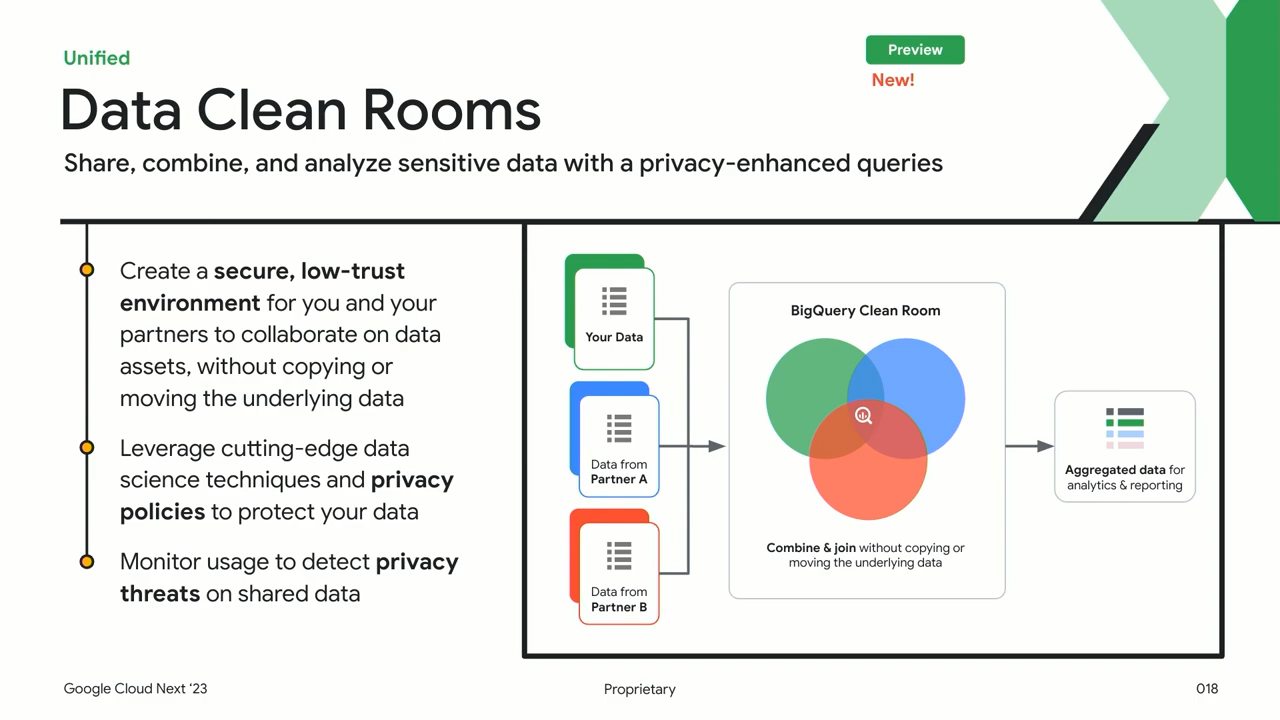 Unified
Preview
New!
Data Clean Rooms
Share, combine, and analyze sensitive data with a privacy-enhanced queries
Create a secure, low-trust
environment for you and your
partners to collaborate on data
assets, without copying or
moving the underlying data
Leverage cutting-edge data
science techniques and privacy
policies to protect your data
Monitor usage to detect privacy
threats on shared data
Your Data
Data from
Partner A
Data from
Partner B
BigQuery Clean Room
Combine & join without copying or
moving the underlying data
Aggregated data for
analytics & reporting
Google Cloud Next ‘23
Proprietary
018